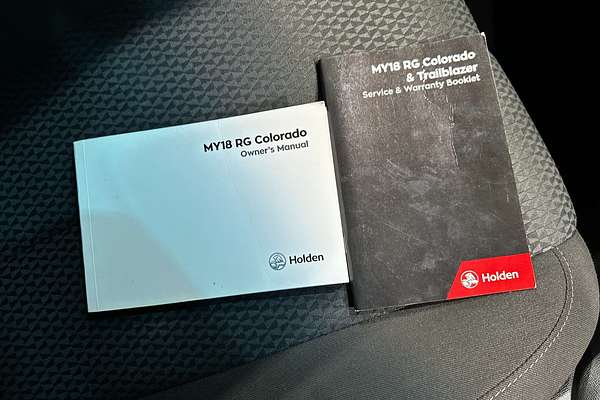 MY18 RG Colorado
Owner's Manual
Holden
MY18 RG Colorado
& Trailblazer
Service & Warranty Booklet
Holden